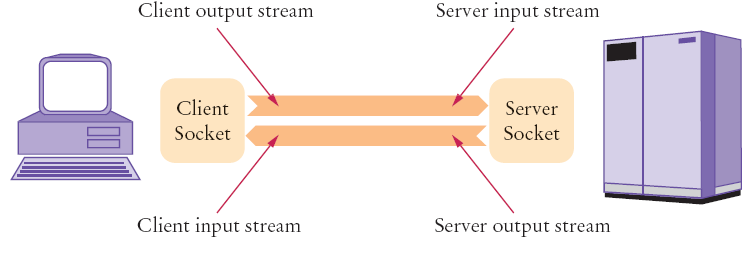 Client output stream
Server input stream
Client
Socket
Server
Socket
Client input stream
Server output stream